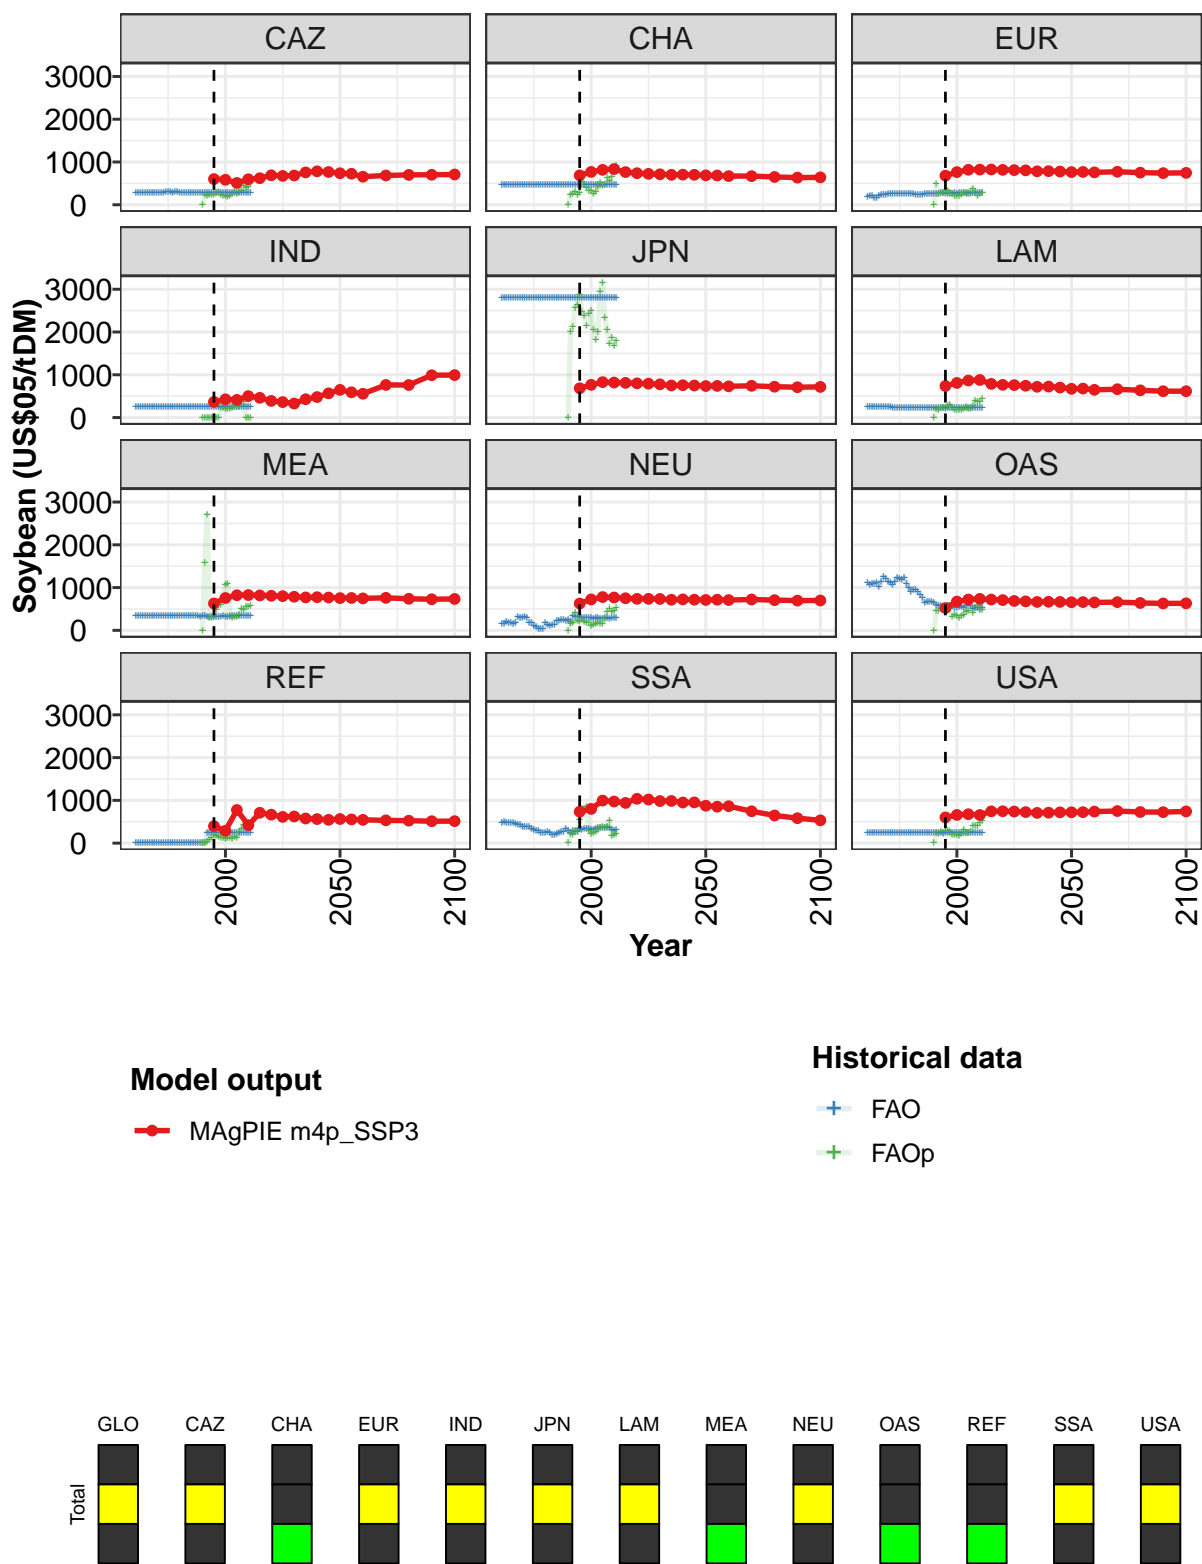 CAZ CHA EUR
3000
2000
1000
0
IND JPN LAM
3000
2000
1000
0
MEA NEU OAS
3000
2000
1000
0
REF SSA USA
3000
2000
1000
0
Soybean (US$05/tDM)
2000 2050 2100 2000 2050 2100 2000 2050 2100
Year
Model output
MAgPIE m4p_SSP3
Historical data
FAO
FAOp
GLO CAZ CHA EUR IND JPN LAM MEA NEU OAS REF SSA USA
Total